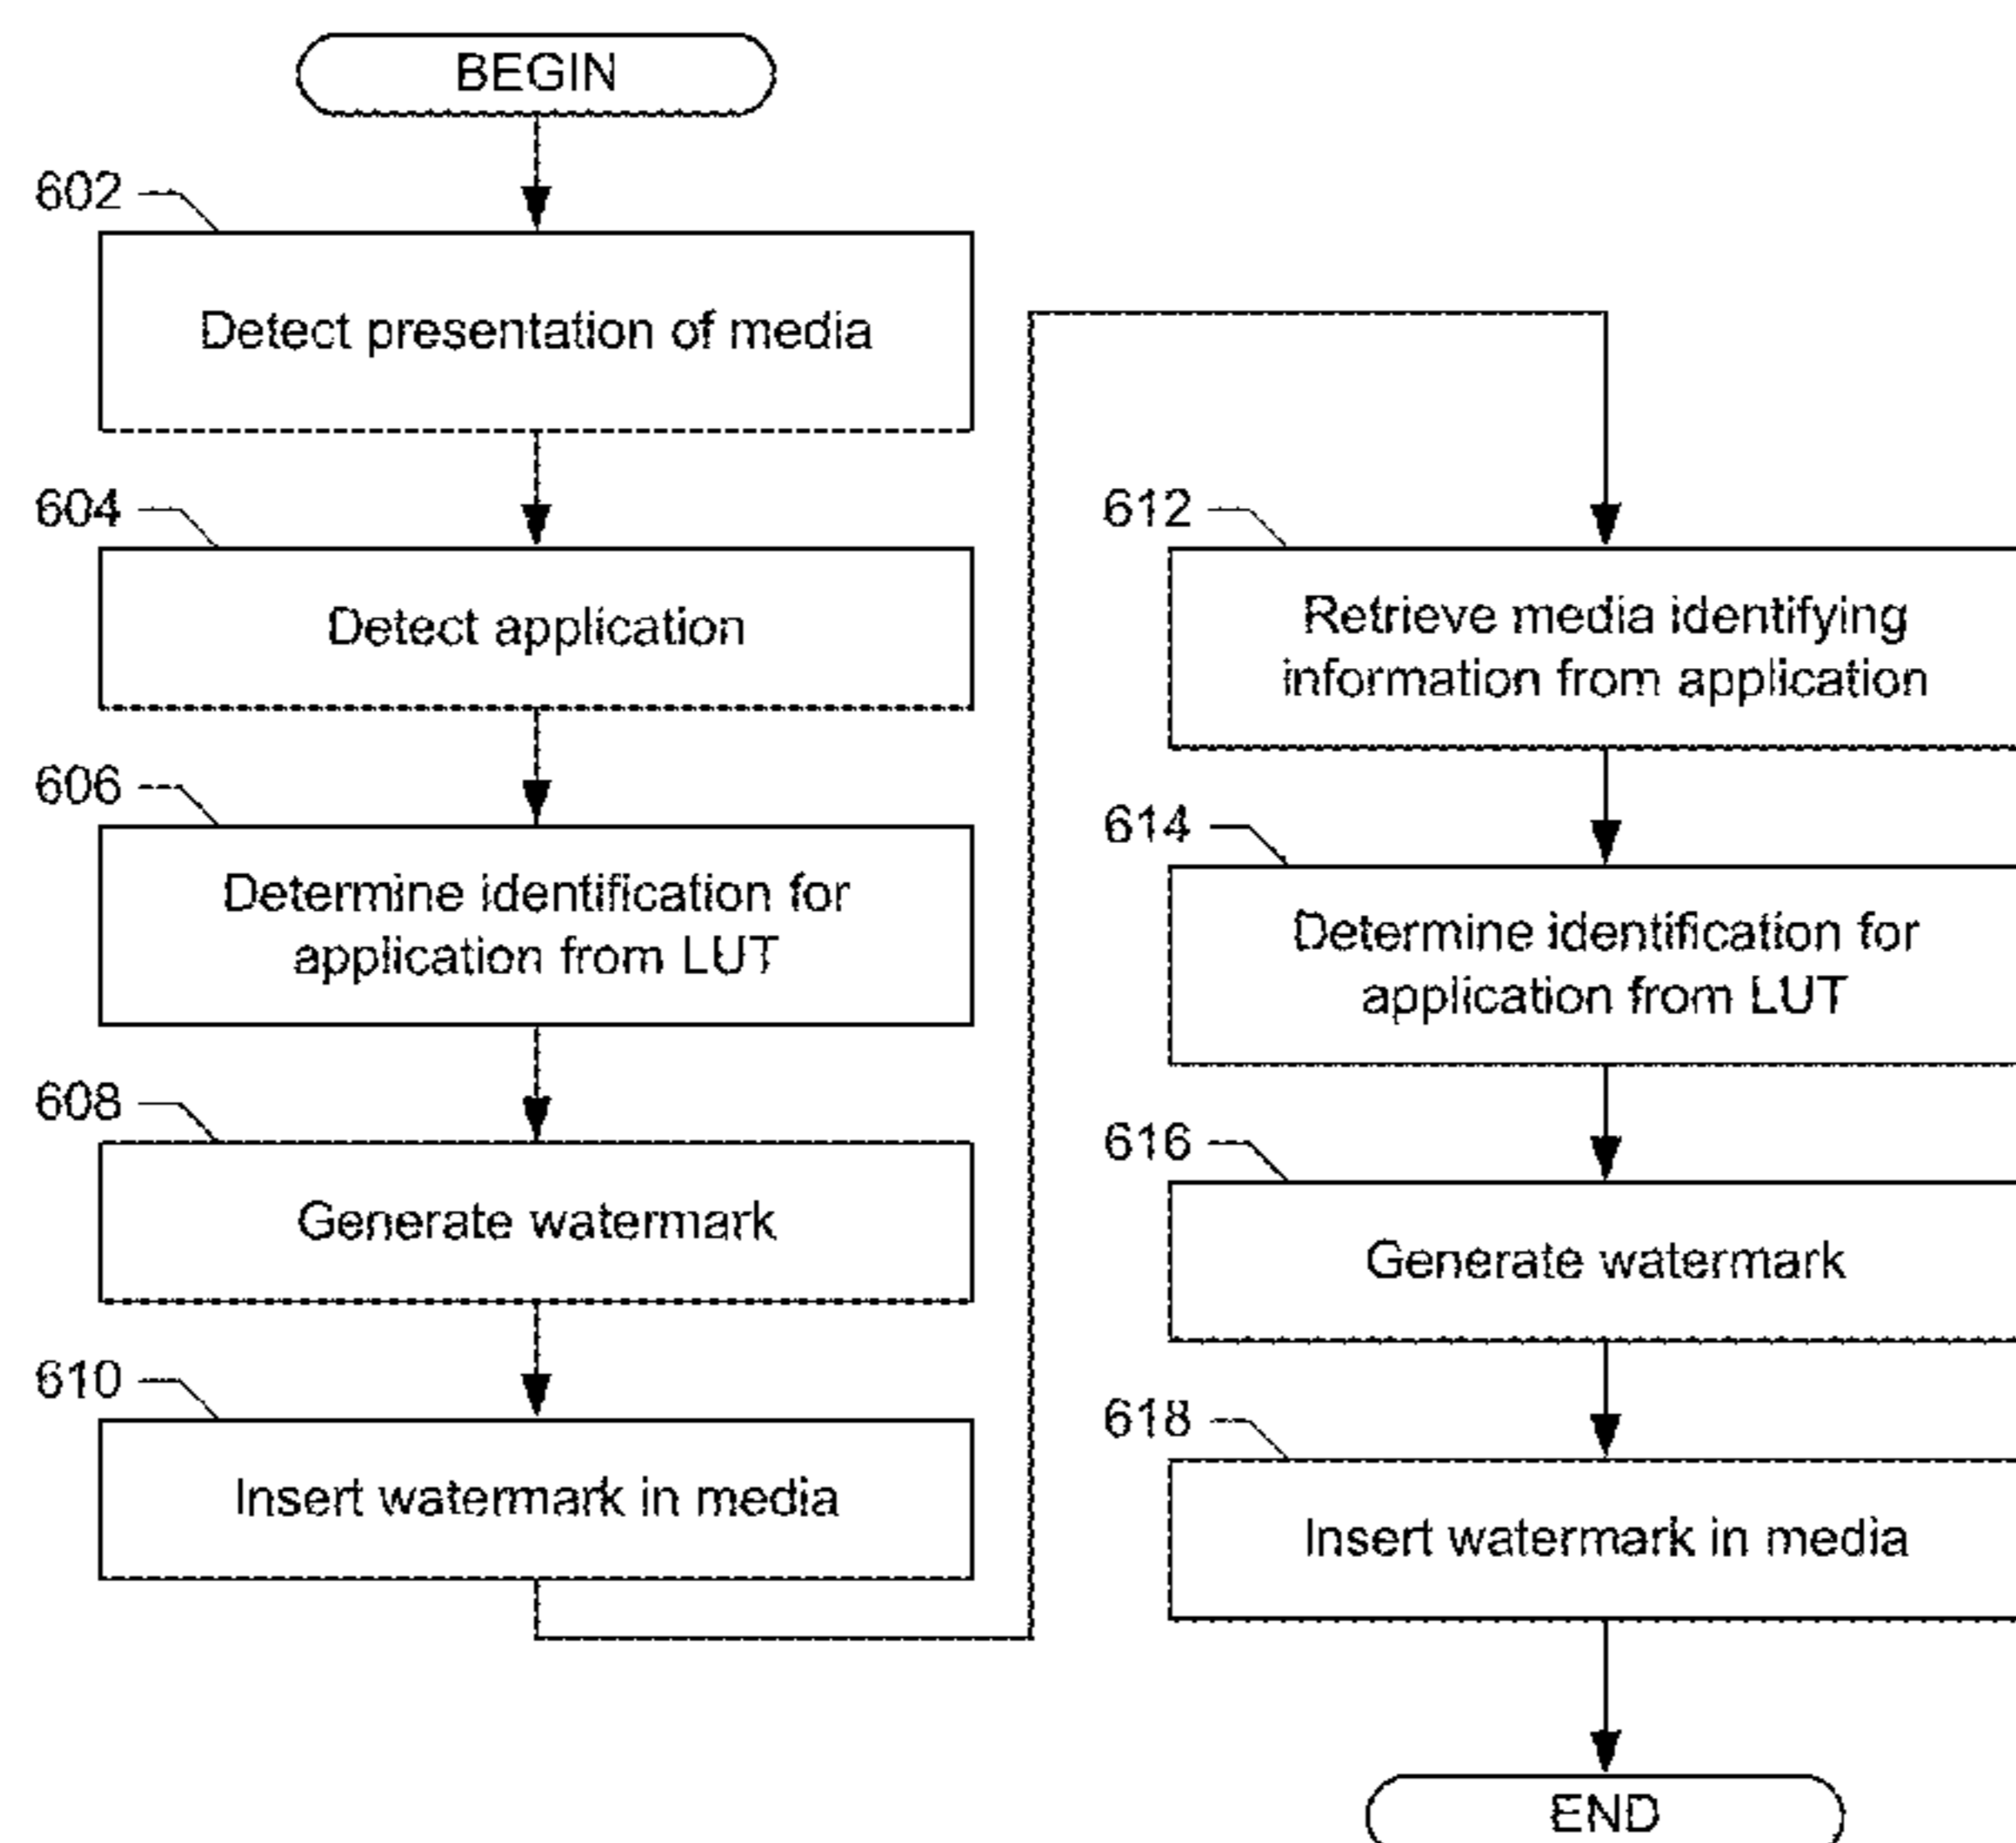 BEGIN
602
Detect presentation of media
604
Detect application
606
Determine identification for
application from LUT
608
Generate watermark
610
Insert watermark in media
612
Retrieve media identifying
information from application
614
Determine identification for
application from LUT
616
Generate watermark
618
Insert watermark in media
END